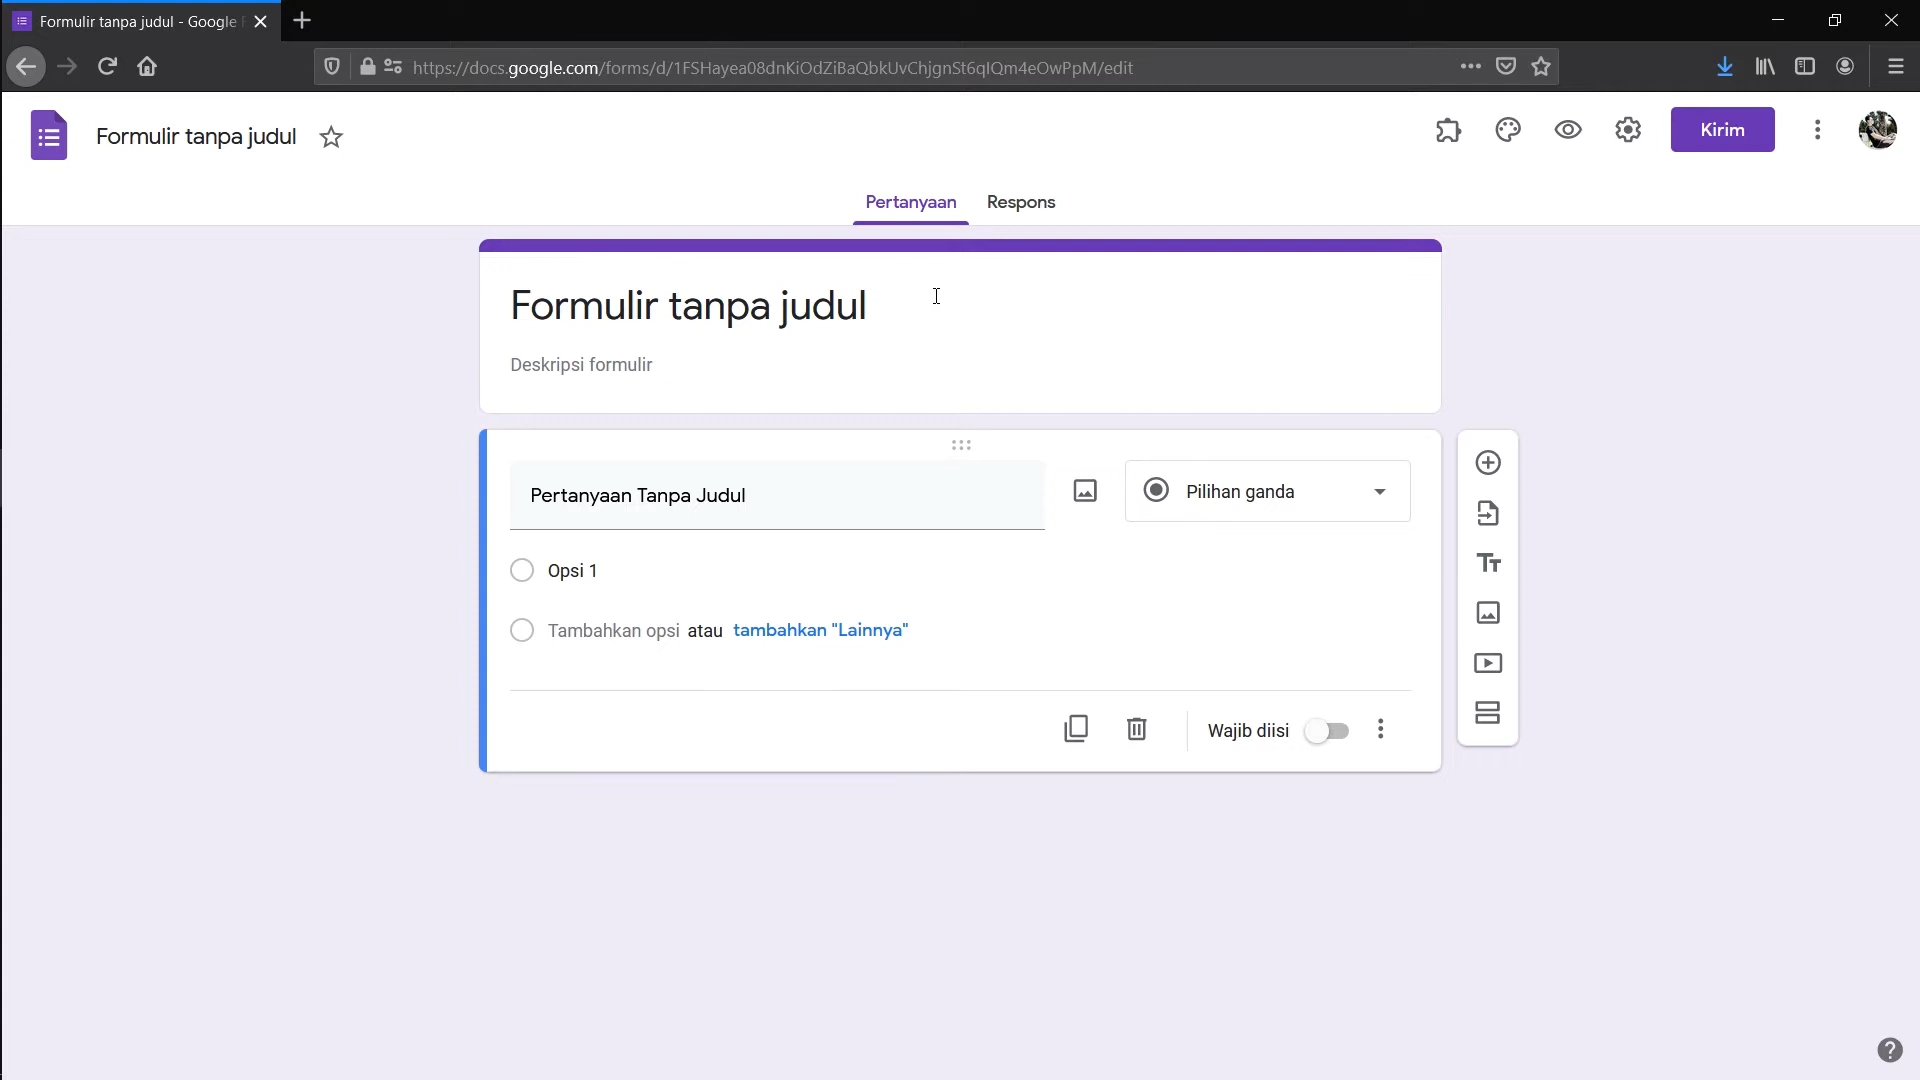 Formulir tanpa judul - Google F
https://docs.google.com/forms/d/1FSHayea08dnKiOdZiBaQbkUvChjgnSt6qIQm4eOwPpM/edit
Formulir tanpa judul
Kirim
Pertanyaan Respons
Formulir tanpa judul
Deskripsi formulir
Pertanyaan Tanpa Judul
Pilihan ganda
Opsi 1
Tambahkan opsi atau tambahkan "Lainnya"
Wajib diisi